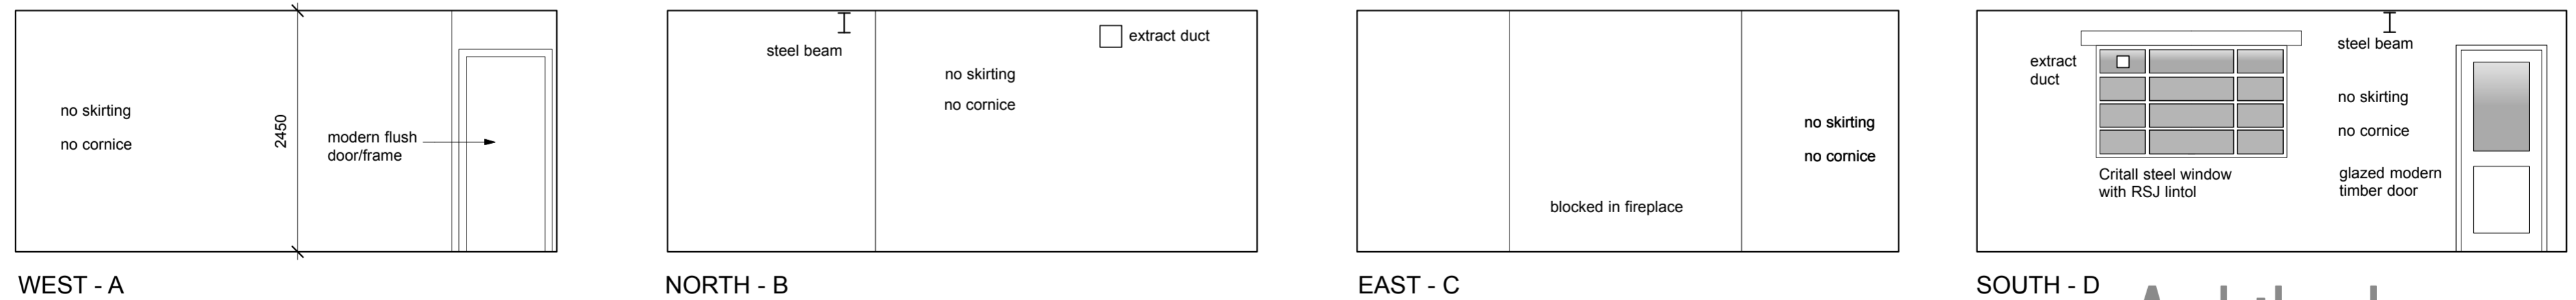 no skirting
no cornice
2450
modern flush
door/frame
WEST - A
steel beam
extract duct
no skirting
no cornice
NORTH - B
blocked in fireplace
no skirting
no cornice
EAST - C
extract
duct
steel beam
no skirting
no cornice
Critall steel window
with RSJ lintol
glazed modern
timber door
SOUTH - D